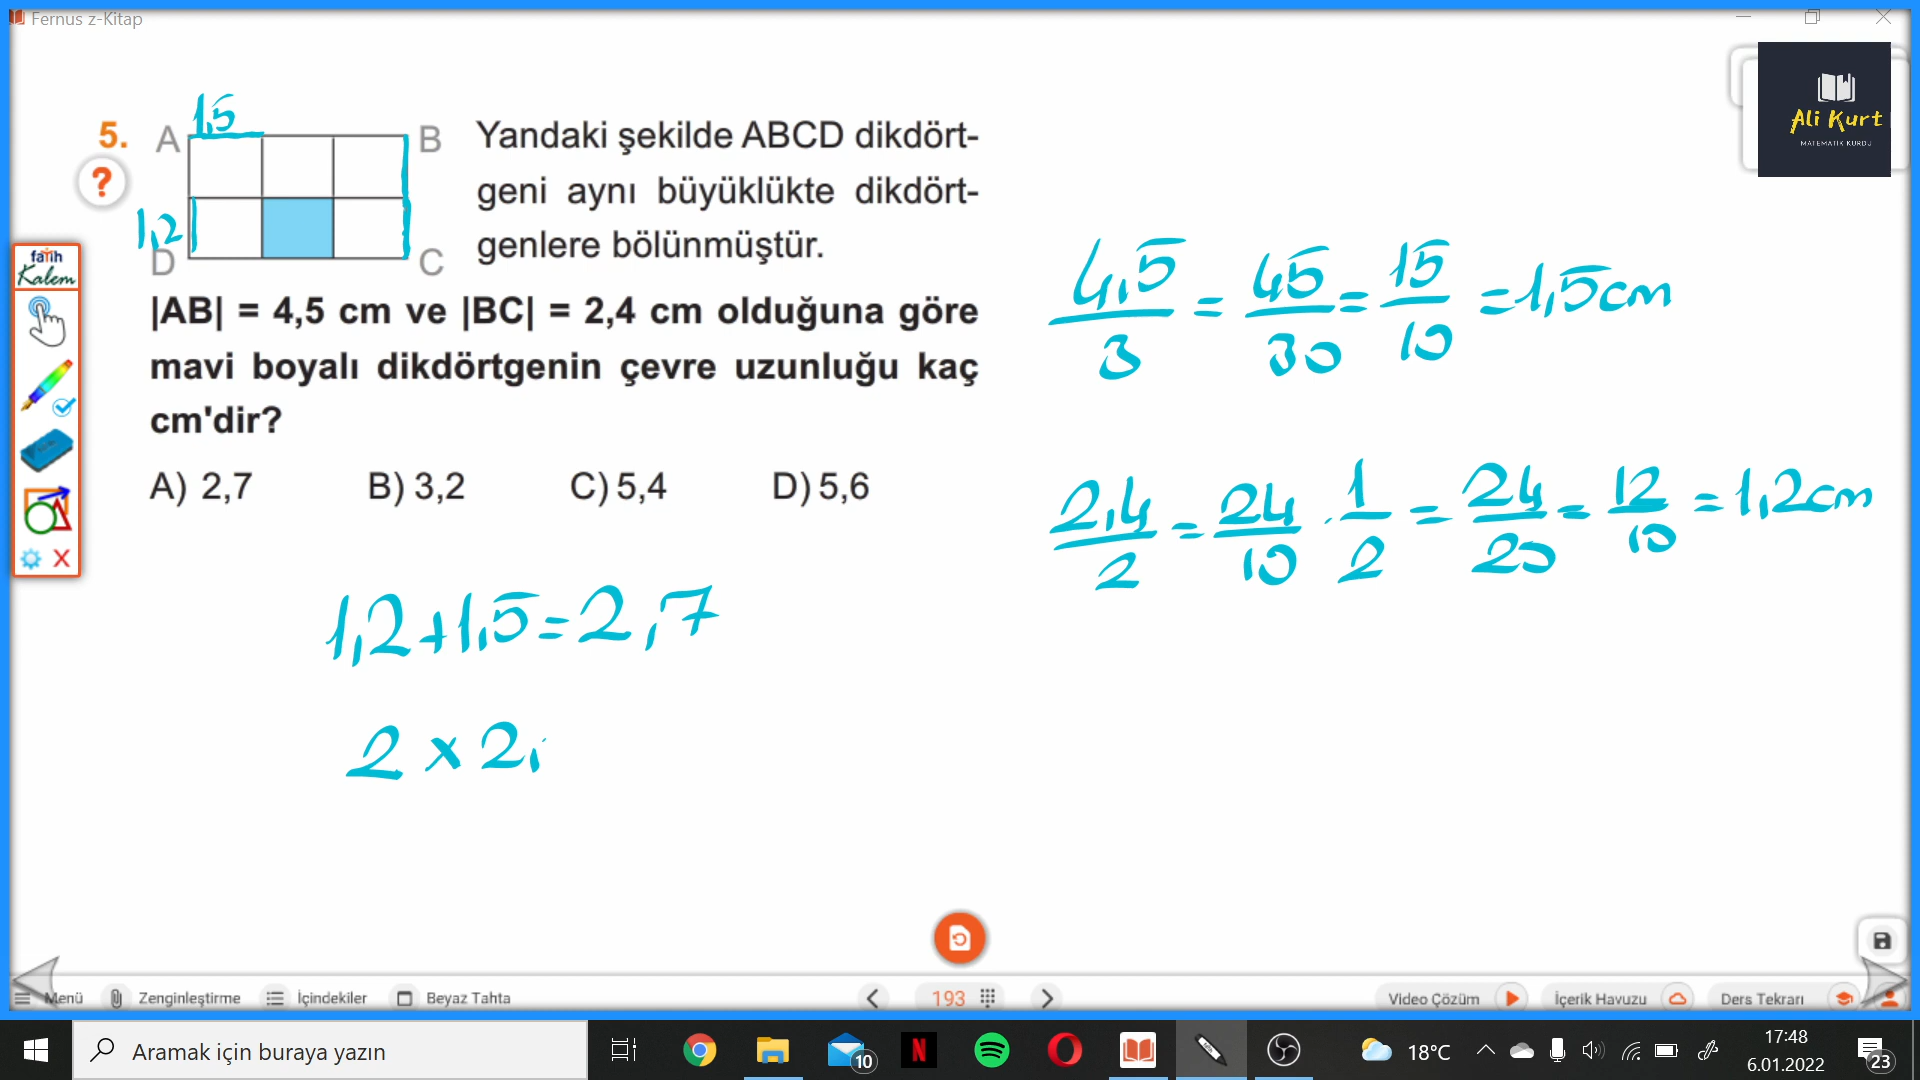 Fernus z-Kitap
Ali Kurt
MATEMATİK KURDU
1,5
5. A B
Yandaki şekilde ABCD dikdört-
? geni aynı büyüklükte dikdört-
1,2
D C
genlere bölünmüştür.
|AB| = 4,5 cm ve |BC| = 2,4 cm olduğuna göre
mavi boyalı dikdörtgenin çevre uzunluğu kaç
cm'dir?
A) 2,7 B) 3,2 C) 5,4 D) 5,6
fatih
Kalem
4,5/3 = 45/30 = 15/10 = 1,5cm
2,4/2 = 24/10 . 1/2 = 24/20 = 12/10 = 1,2cm
1,2+1,5=2,7
2 x 2,
Menü Zenginleştirme İçindekiler Beyaz Tahta 193 Video Çözüm İçerik Havuzu Ders Tekrarı
Aramak için buraya yazın 10 18°C 17:48
6.01.2022 23